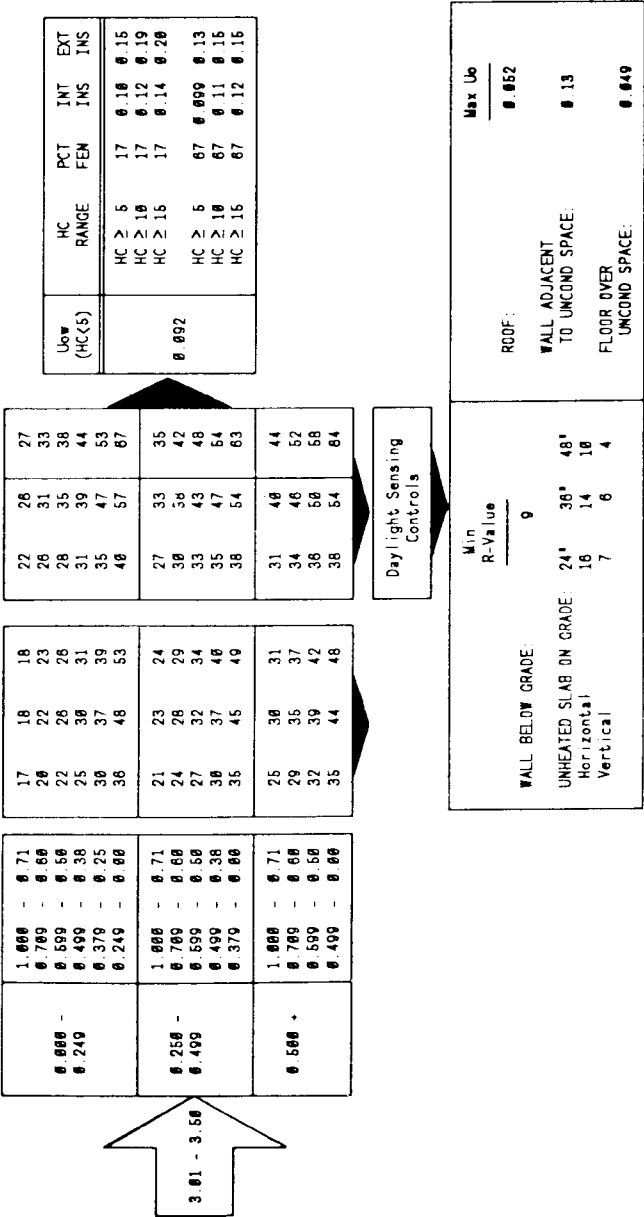 Uow HC PCT INT EXT
(HC<5) RANGE FEN INS INS
1.000 - 0.71 17 18 18 22 26 27
0.709 - 0.60 20 22 23 26 31 33
0.000 - 0.599 - 0.50 22 26 26 28 35 38
0.249 0.499 - 0.38 25 30 31 31 39 44
0.379 - 0.25 30 37 39 35 47 53
0.249 - 0.00 36 48 53 40 57 67
HC ≥ 5 17 0.10 0.15
HC ≥ 10 17 0.12 0.19
HC ≥ 15 17 0.14 0.20
3.01 - 3.50
0.250 -
0.499
1.000 - 0.71 21 23 24 27 33 35
0.709 - 0.60 24 28 29 30 36 42
0.599 - 0.50 27 32 34 33 43 48
0.499 - 0.38 30 37 40 35 47 54
0.379 - 0.00 35 45 49 38 54 63
0.092
HC ≥ 5 67 0.099 0.13
HC ≥ 10 67 0.11 0.15
HC ≥ 15 67 0.12 0.15
0.500 +
1.000 - 0.71 25 30 31 31 40 44
0.709 - 0.60 29 35 37 34 46 52
0.599 - 0.50 32 39 42 36 50 58
0.499 - 0.00 35 44 48 38 54 64
Daylight Sensing
Controls
Min
R-Value
WALL BELOW GRADE: 9
UNHEATED SLAB ON GRADE: 24" 36" 48"
Horizontal 16 14 10
Vertical 7 6 4
Max Uo
ROOF: 0.052
WALL ADJACENT
TO UNCOND SPACE: 0.13
FLOOR OVER
UNCOND SPACE: 0.049